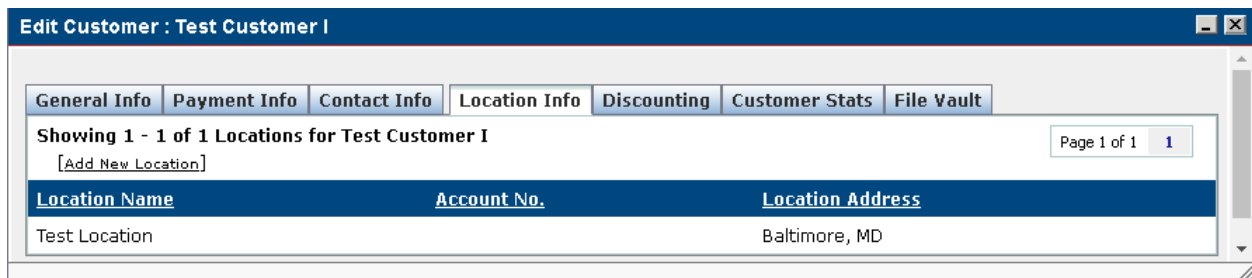 Edit Customer : Test Customer I
General Info Payment Info Contact Info Location Info Discounting Customer Stats File Vault
Showing 1 - 1 of 1 Locations for Test Customer I
Page 1 of 1 1
[Add New Location]
Location Name Account No. Location Address
Test Location Baltimore, MD